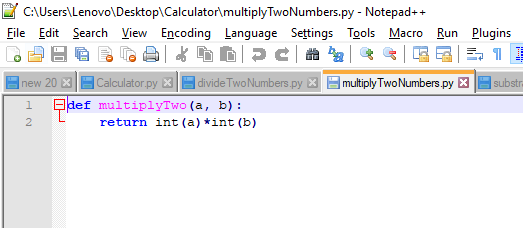 C:\Users\Lenovo\Desktop\Calculator\multiplyTwoNumbers.py - Notepad++
File Edit Search View Encoding Language Settings Tools Macro Run Plugins
new 20 Calculator.py divideTwoNumbers.py multiplyTwoNumbers.py substra
1 def multiplyTwo(a, b):
2 return int(a)*int(b)